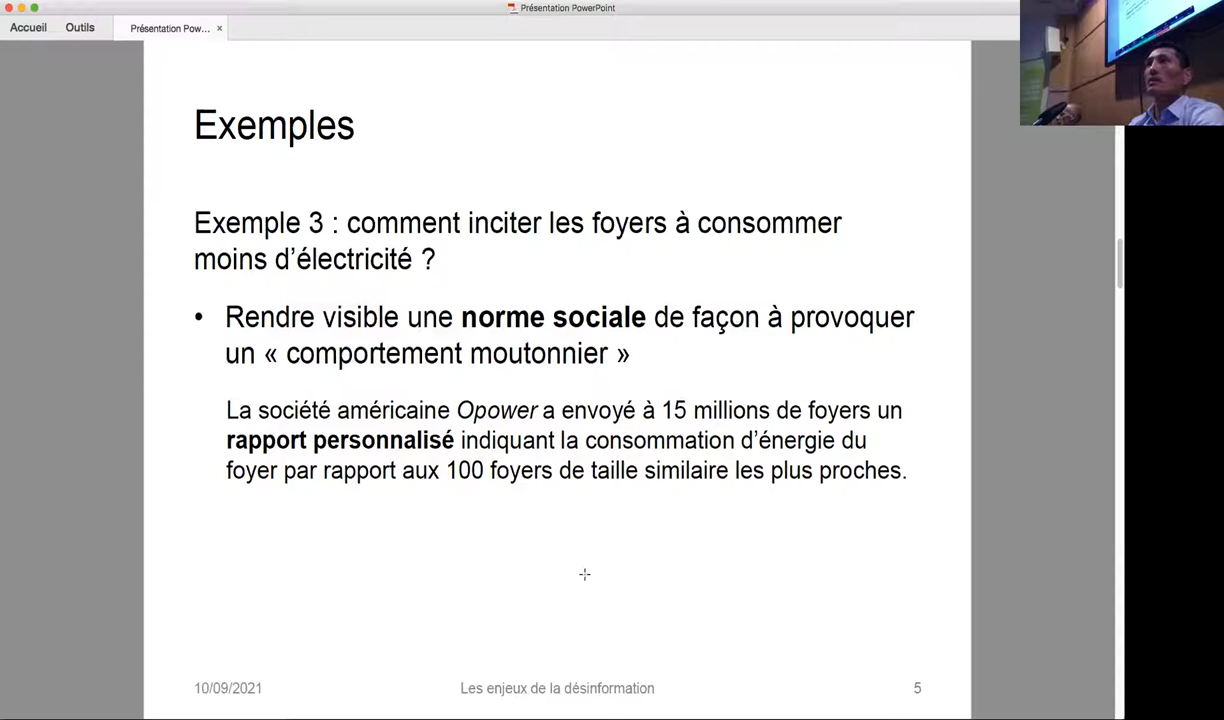 Présentation PowerPoint
Accueil Outils Présentation Pow... ×
Exemples
Exemple 3 : comment inciter les foyers à consommer
moins d’électricité ?
• Rendre visible une norme sociale de façon à provoquer
un « comportement moutonnier »
La société américaine Opower a envoyé à 15 millions de foyers un
rapport personnalisé indiquant la consommation d’énergie du
foyer par rapport aux 100 foyers de taille similaire les plus proches.
10/09/2021 Les enjeux de la désinformation 5